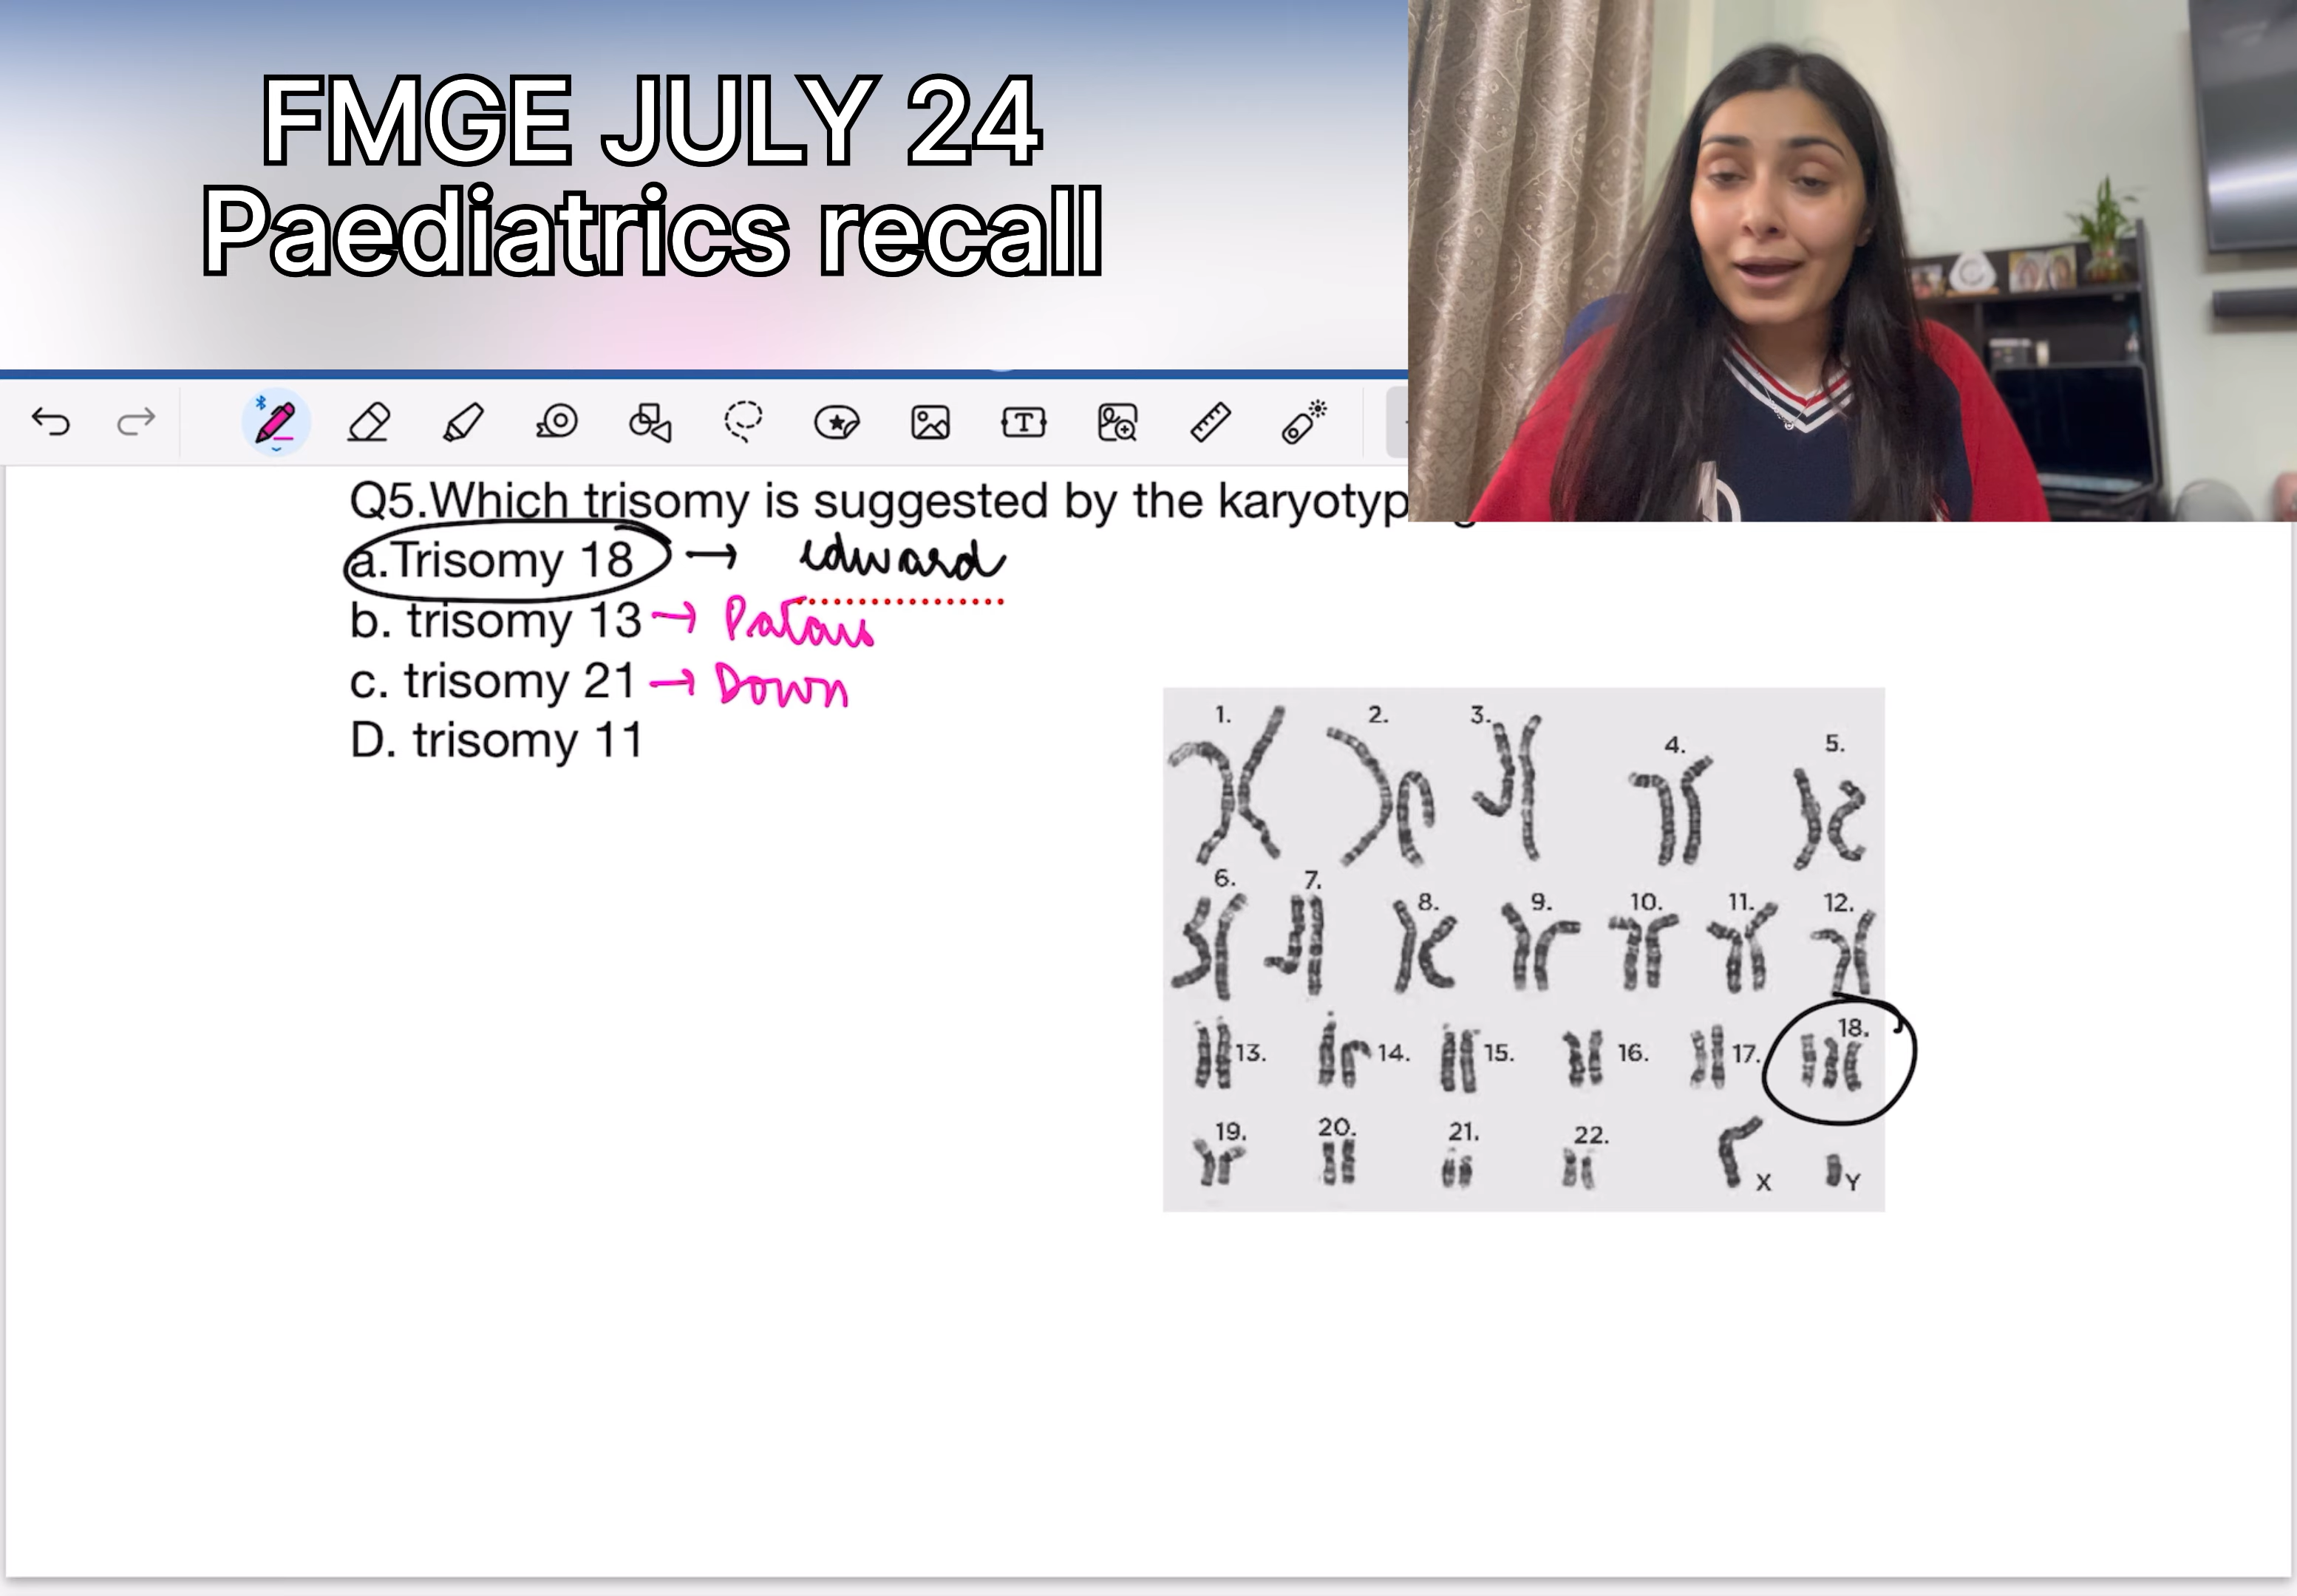 FMGE JULY 24
Paediatrics recall
Q5.Which trisomy is suggested by the
a.Trisomy 18 → edward
b. trisomy 13 → Patau
c. trisomy 21 → Down
D. trisomy 11
1. 2. 3. 4. 5.
6. 7. 8. 9. 10. 11. 12.
13. 14. 15. 16. 17. 18.
19. 20. 21. 22. X Y